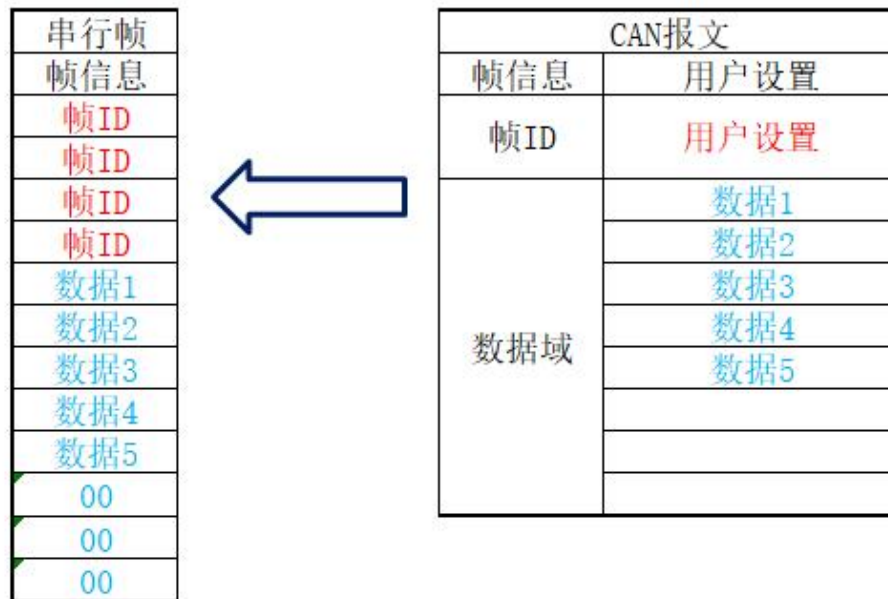 串行帧
帧信息
帧ID
帧ID
帧ID
帧ID
数据1
数据2
数据3
数据4
数据5
00
00
00
CAN报文
帧信息 用户设置
帧ID 用户设置
数据域
数据1
数据2
数据3
数据4
数据5